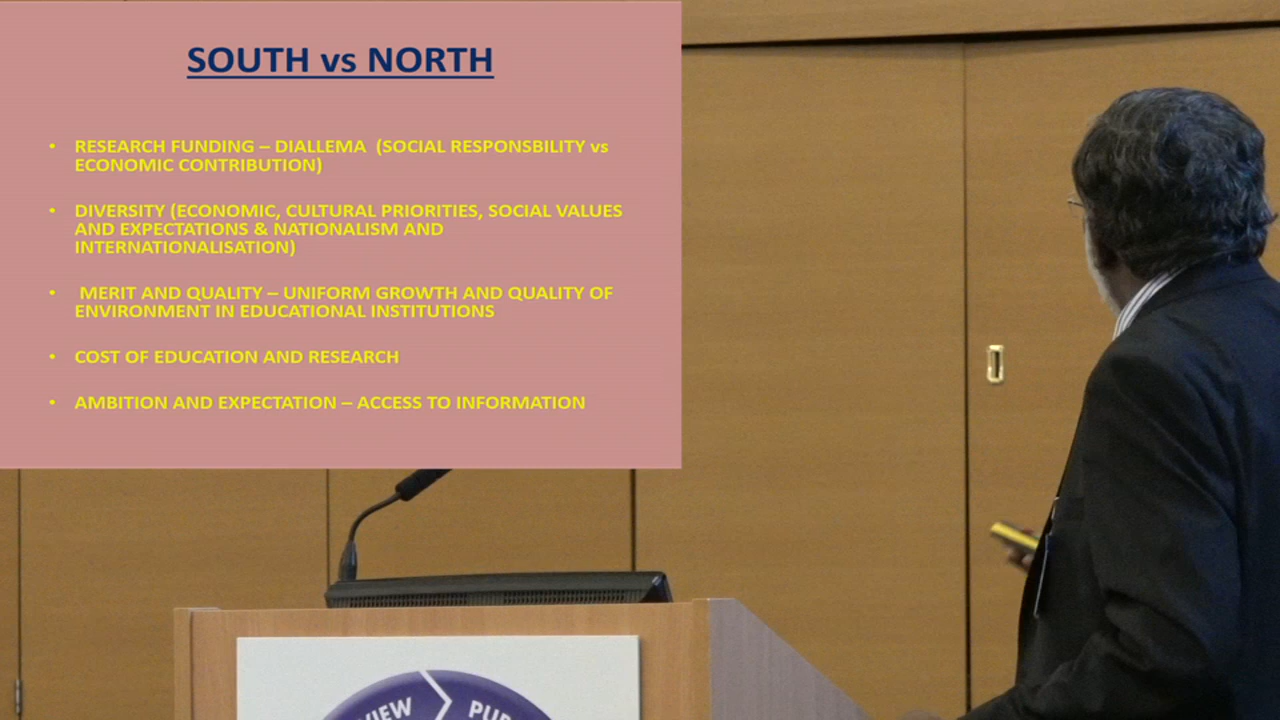 SOUTH vs NORTH
• RESEARCH FUNDING – DIALLEMA (SOCIAL RESPONSBILITY vs
ECONOMIC CONTRIBUTION)
• DIVERSITY (ECONOMIC, CULTURAL PRIORITIES, SOCIAL VALUES
AND EXPECTATIONS & NATIONALISM AND
INTERNATIONALISATION)
• MERIT AND QUALITY – UNIFORM GROWTH AND QUALITY OF
ENVIRONMENT IN EDUCATIONAL INSTITUTIONS
• COST OF EDUCATION AND RESEARCH
• AMBITION AND EXPECTATION – ACCESS TO INFORMATION